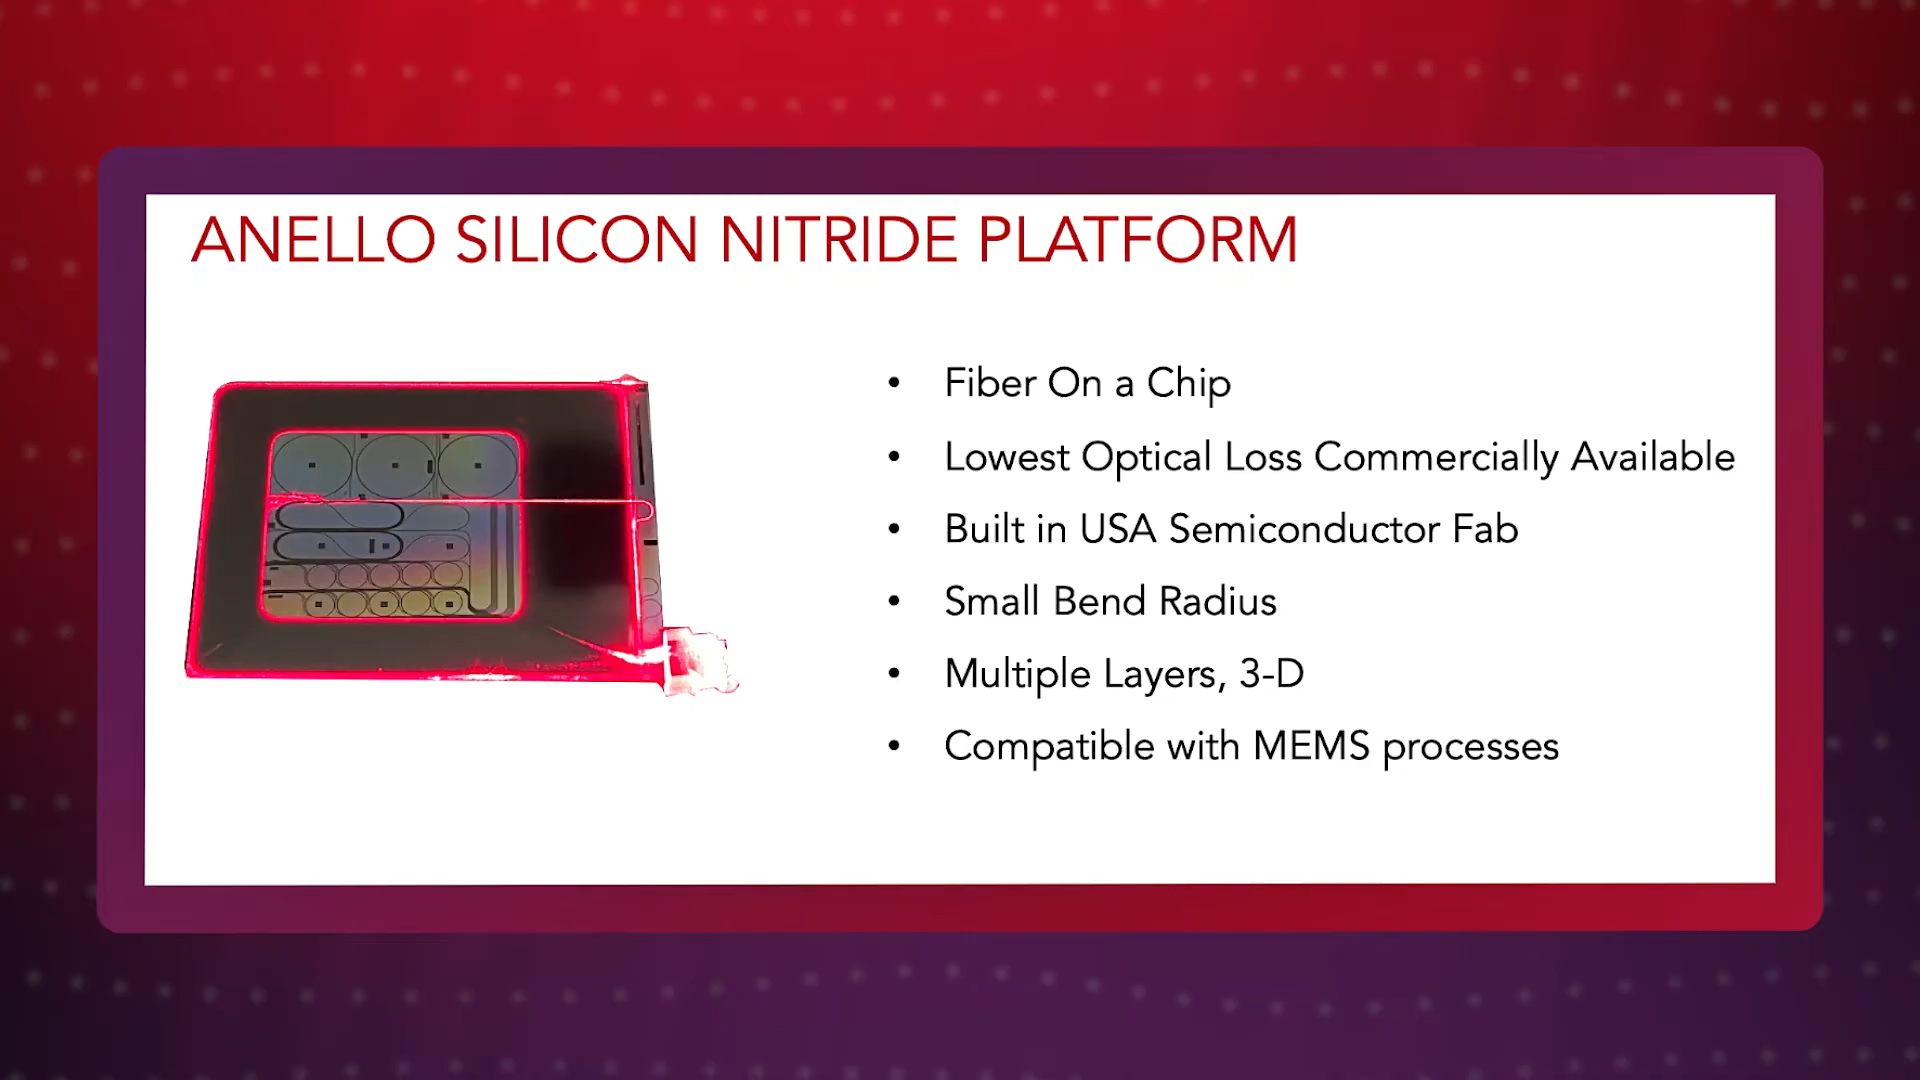 ANELLO SILICON NITRIDE PLATFORM
• Fiber On a Chip
• Lowest Optical Loss Commercially Available
• Built in USA Semiconductor Fab
• Small Bend Radius
• Multiple Layers, 3-D
• Compatible with MEMS processes